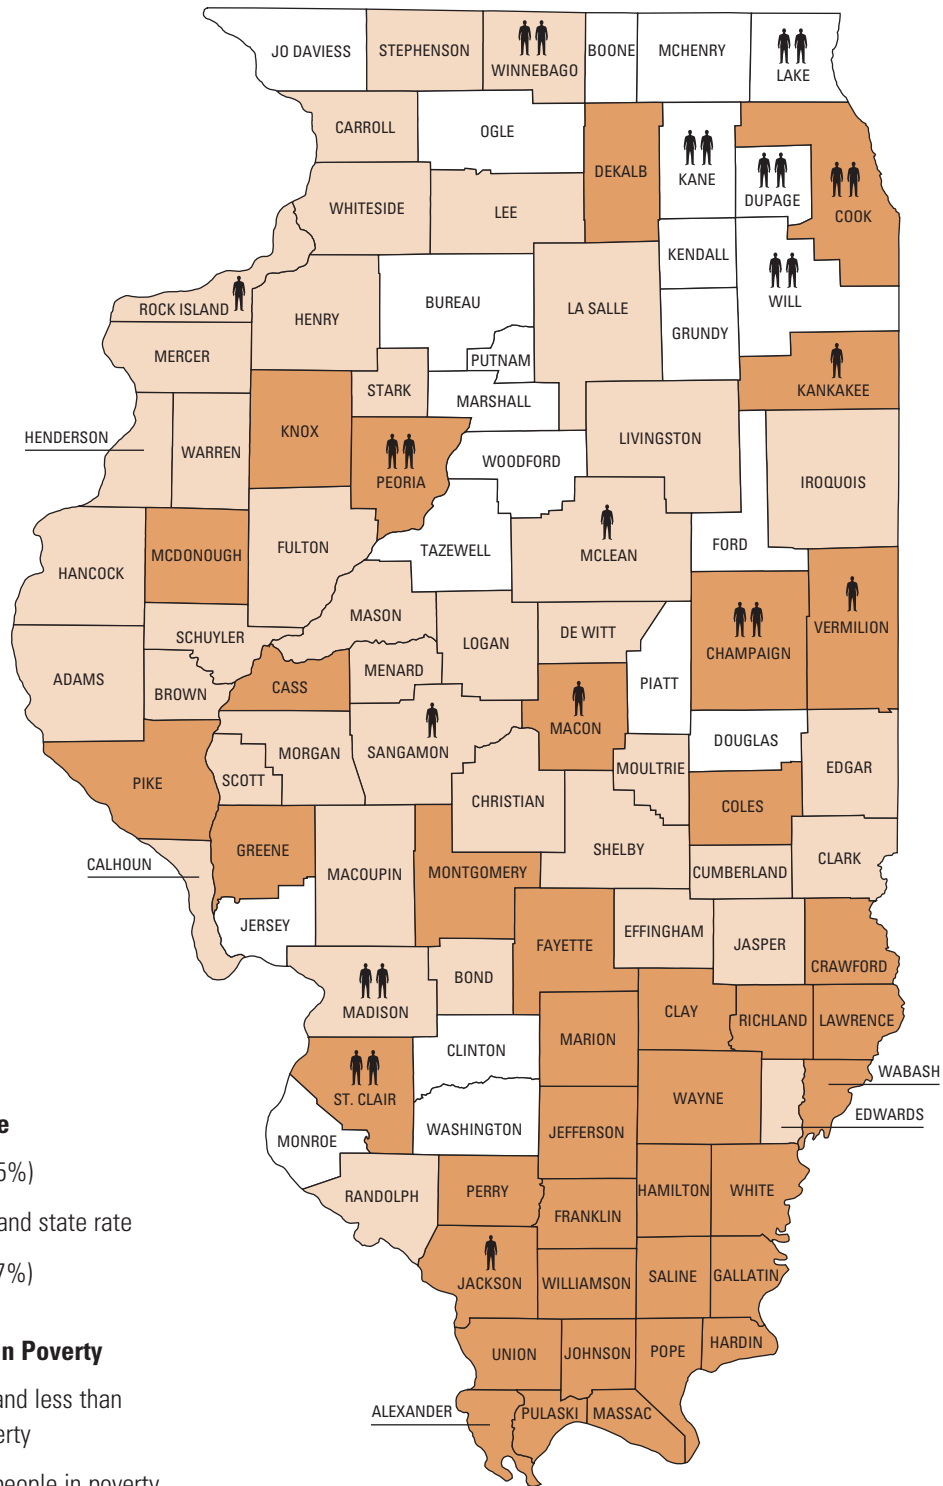 JO DAVIESS
STEPHENSON
WINNEBAGO
BOONE
MCHENRY
LAKE
CARROLL
OGLE
DEKALB
KANE
DUPAGE
COOK
WHITESIDE
LEE
KENDALL
ROCK ISLAND
HENRY
BUREAU
LA SALLE
WILL
GRUNDY
MERCER
PUTNAM
STARK
KANKAKEE
MARSHALL
HENDERSON
WARREN
KNOX
LIVINGSTON
WOODFORD
PEORIA
IROQUOIS
HANCOCK
MCDONOUGH
FULTON
TAZEWELL
MCLEAN
FORD
MASON
SCHUYLER
LOGAN
DE WITT
CHAMPAIGN
VERMILION
ADAMS
BROWN
CASS
MENARD
PIATT
MACON
SANGAMON
DOUGLAS
PIKE
SCOTT
MORGAN
MOULTRIE
EDGAR
CHRISTIAN
COLES
GREENE
CALHOUN
MACOUPIN
MONTGOMERY
SHELBY
CUMBERLAND
CLARK
JERSEY
FAYETTE
EFFINGHAM
JASPER
CRAWFORD
BOND
MADISON
CLAY
RICHLAND
LAWRENCE
MARION
CLINTON
WABASH
ST. CLAIR
WAYNE
EDWARDS
MONROE
WASHINGTON
JEFFERSON
RANDOLPH
PERRY
HAMILTON
WHITE
FRANKLIN
JACKSON
WILLIAMSON
SALINE
GALLATIN
UNION
JOHNSON
POPE
HARDIN
ALEXANDER
PULASKI
MASSAC
e
5%)
and state rate
7%)
n Poverty
and less than
erty
people in poverty